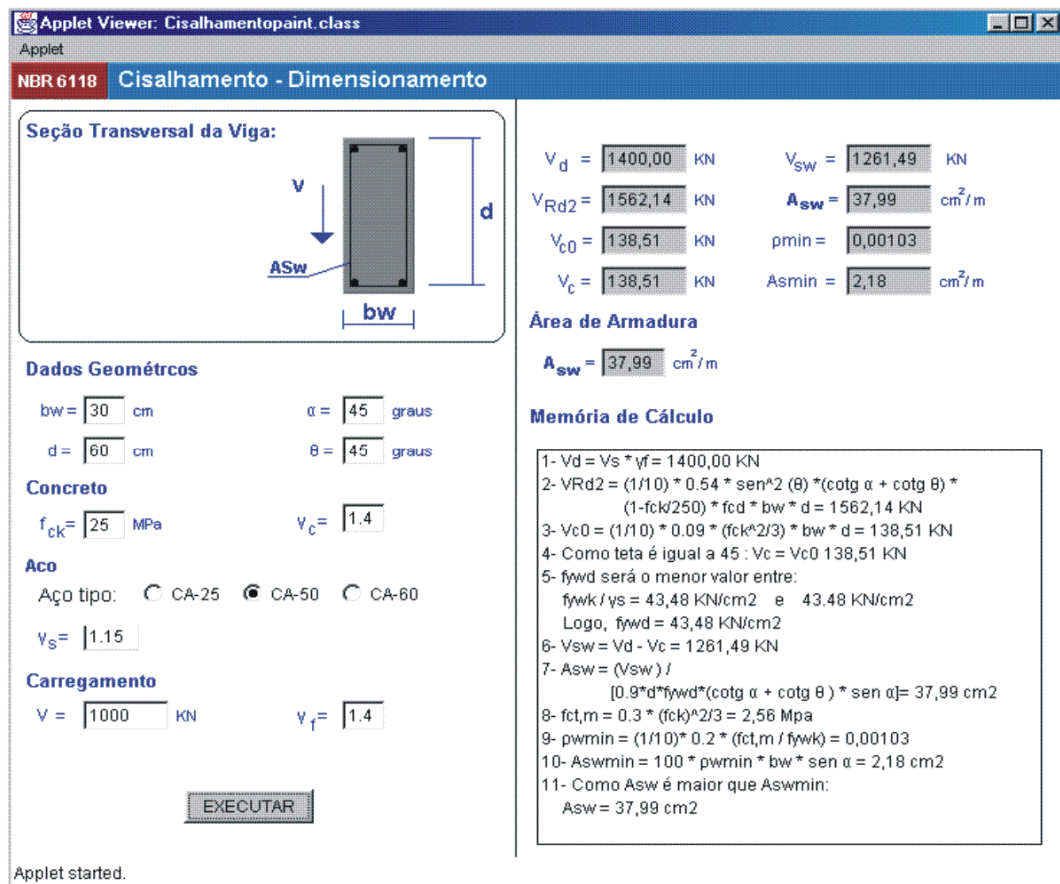 Applet Viewer: Cisalhamentopaint.class
Applet
NBR 6118 Cisalhamento - Dimensionamento
Seção Transversal da Viga:
V
d
ASw
bw
Dados Geométrcos
bw = 30 cm α = 45 graus
d = 60 cm θ = 45 graus
Concreto
fck= 25 MPa γc= 1.4
Aco
Aço tipo: CA-25 CA-50 CA-60
γs= 1.15
Carregamento
V = 1000 KN γf= 1.4
EXECUTAR
Vd = 1400,00 KN Vsw = 1261,49 KN
VRd2 = 1562,14 KN Asw = 37,99 cm²/m
Vc0 = 138,51 KN ρmin = 0,00103
Vc = 138,51 KN Asmin = 2,18 cm²/m
Área de Armadura
Asw = 37,99 cm²/m
Memória de Cálculo
1- Vd = Vs * γf = 1400,00 KN
2- VRd2 = (1/10) * 0.54 * sen^2 (θ) *(cotg α + cotg θ) *
(1-fck/250) * fcd * bw * d = 1562,14 KN
3- Vc0 = (1/10) * 0.09 * (fck^2/3) * bw * d = 138,51 KN
4- Como teta é igual a 45 : Vc = Vc0 138,51 KN
5- fywd será o menor valor entre:
fywk / γs = 43,48 KN/cm2 e 43.48 KN/cm2
Logo, fywd = 43,48 KN/cm2
6- Vsw = Vd - Vc = 1261,49 KN
7- Asw = (Vsw ) /
[0.9*d*fywd*(cotg α + cotg θ ) * sen α]= 37,99 cm2
8- fct,m = 0.3 * (fck)^2/3 = 2,56 Mpa
9- ρwmin = (1/10)* 0.2 * (fct,m / fywk) = 0,00103
10- Aswmin = 100 * ρwmin * bw * sen α = 2,18 cm2
11- Como Asw é maior que Aswmin:
Asw = 37,99 cm2
Applet started.